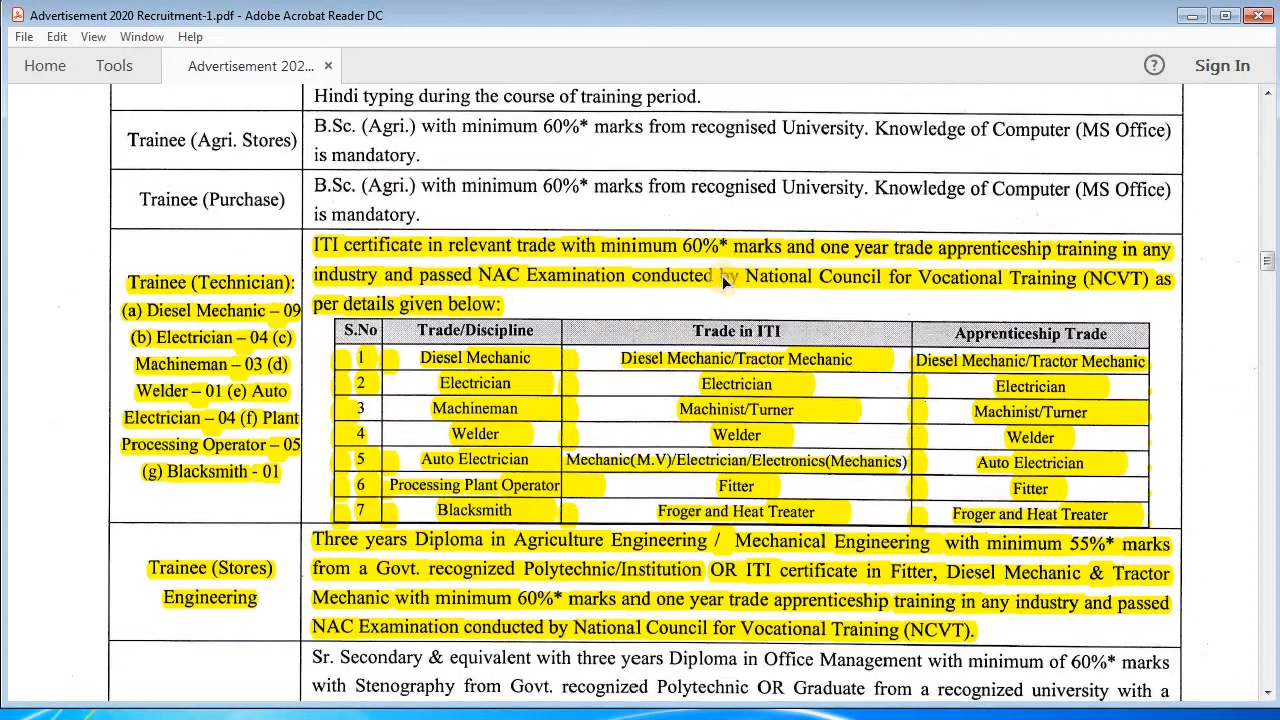 Advertisement 2020 Recruitment-1.pdf - Adobe Acrobat Reader DC
File Edit View Window Help
Home Tools Advertisement 202... × ? Sign In
Hindi typing during the course of training period.
Trainee (Agri. Stores)
B.Sc. (Agri.) with minimum 60%* marks from recognised University. Knowledge of Computer (MS Office)
is mandatory.
Trainee (Purchase)
B.Sc. (Agri.) with minimum 60%* marks from recognised University. Knowledge of Computer (MS Office)
is mandatory.
Trainee (Technician):
(a) Diesel Mechanic – 09
(b) Electrician – 04 (c)
Machineman – 03 (d)
Welder – 01 (e) Auto
Electrician – 04 (f) Plant
Processing Operator – 05
(g) Blacksmith - 01
ITI certificate in relevant trade with minimum 60%* marks and one year trade apprenticeship training in any
industry and passed NAC Examination conducted by National Council for Vocational Training (NCVT) as
per details given below:
S.No Trade/Discipline Trade in ITI Apprenticeship Trade
1 Diesel Mechanic Diesel Mechanic/Tractor Mechanic Diesel Mechanic/Tractor Mechanic
2 Electrician Electrician Electrician
3 Machineman Machinist/Turner Machinist/Turner
4 Welder Welder Welder
5 Auto Electrician Mechanic(M.V)/Electrician/Electronics(Mechanics) Auto Electrician
6 Processing Plant Operator Fitter Fitter
7 Blacksmith Froger and Heat Treater Froger and Heat Treater
Trainee (Stores)
Engineering
Three years Diploma in Agriculture Engineering / Mechanical Engineering with minimum 55%* marks
from a Govt. recognized Polytechnic/Institution OR ITI certificate in Fitter, Diesel Mechanic & Tractor
Mechanic with minimum 60%* marks and one year trade apprenticeship training in any industry and passed
NAC Examination conducted by National Council for Vocational Training (NCVT).
Sr. Secondary & equivalent with three years Diploma in Office Management with minimum of 60%* marks
with Stenography from Govt. recognized Polytechnic OR Graduate from a recognized university with a